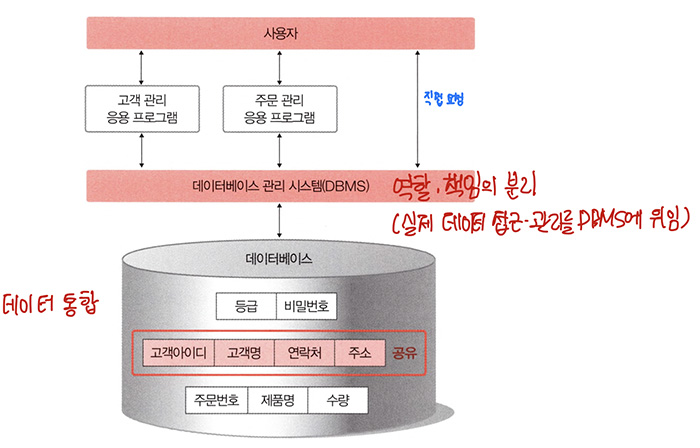 사용자
고객 관리
응용 프로그램
주문 관리
응용 프로그램
직접 요청
데이터베이스 관리 시스템(DBMS)
역할·책임의 분리
(실제 데이터 접근·관리를 DBMS에 위임)
데이터베이스
데이터 통합
등급 비밀번호
고객아이디 고객명 연락처 주소 공유
주문번호 제품명 수량